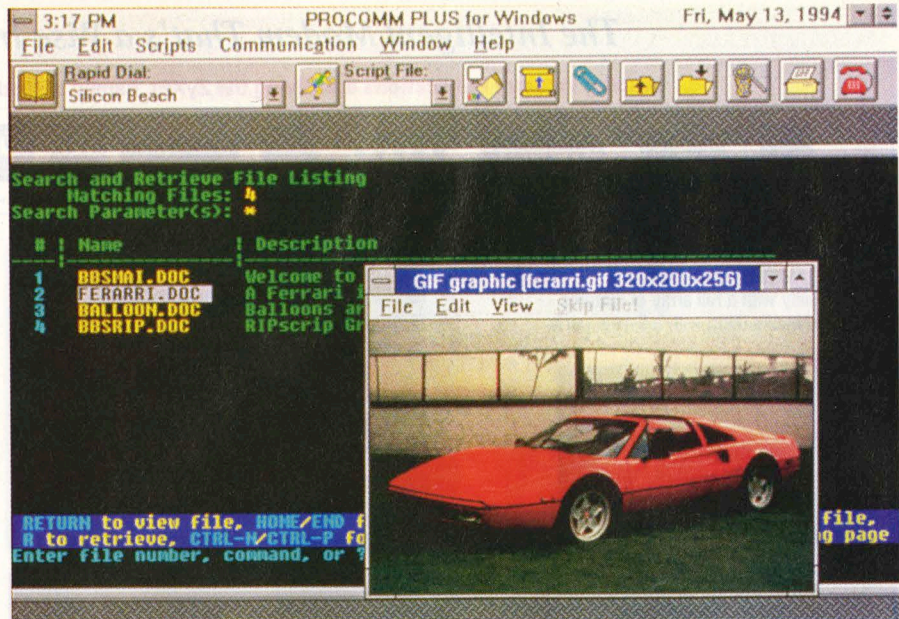 3:17 PM PROCOMM PLUS for Windows Fri, May 13, 1994
File Edit Scripts Communication Window Help
Rapid Dial: Script File:
Silicon Beach
Search and Retrieve File Listing
Matching Files: 4
Search Parameter(s): *
# | Name | Description
1 BBSMAI.DOC Welcome to
2 FERARRI.DOC A Ferrari i
3 BALLOON.DOC Balloons ar
4 BBSRIP.DOC RIPscrip Gr
GIF graphic (ferarri.gif 320x200x256)
File Edit View Skip File!
RETURN to view file, HOME/END f file,
R to retrieve, CTRL-N/CTRL-P fo g page
Enter file number, command, or ?